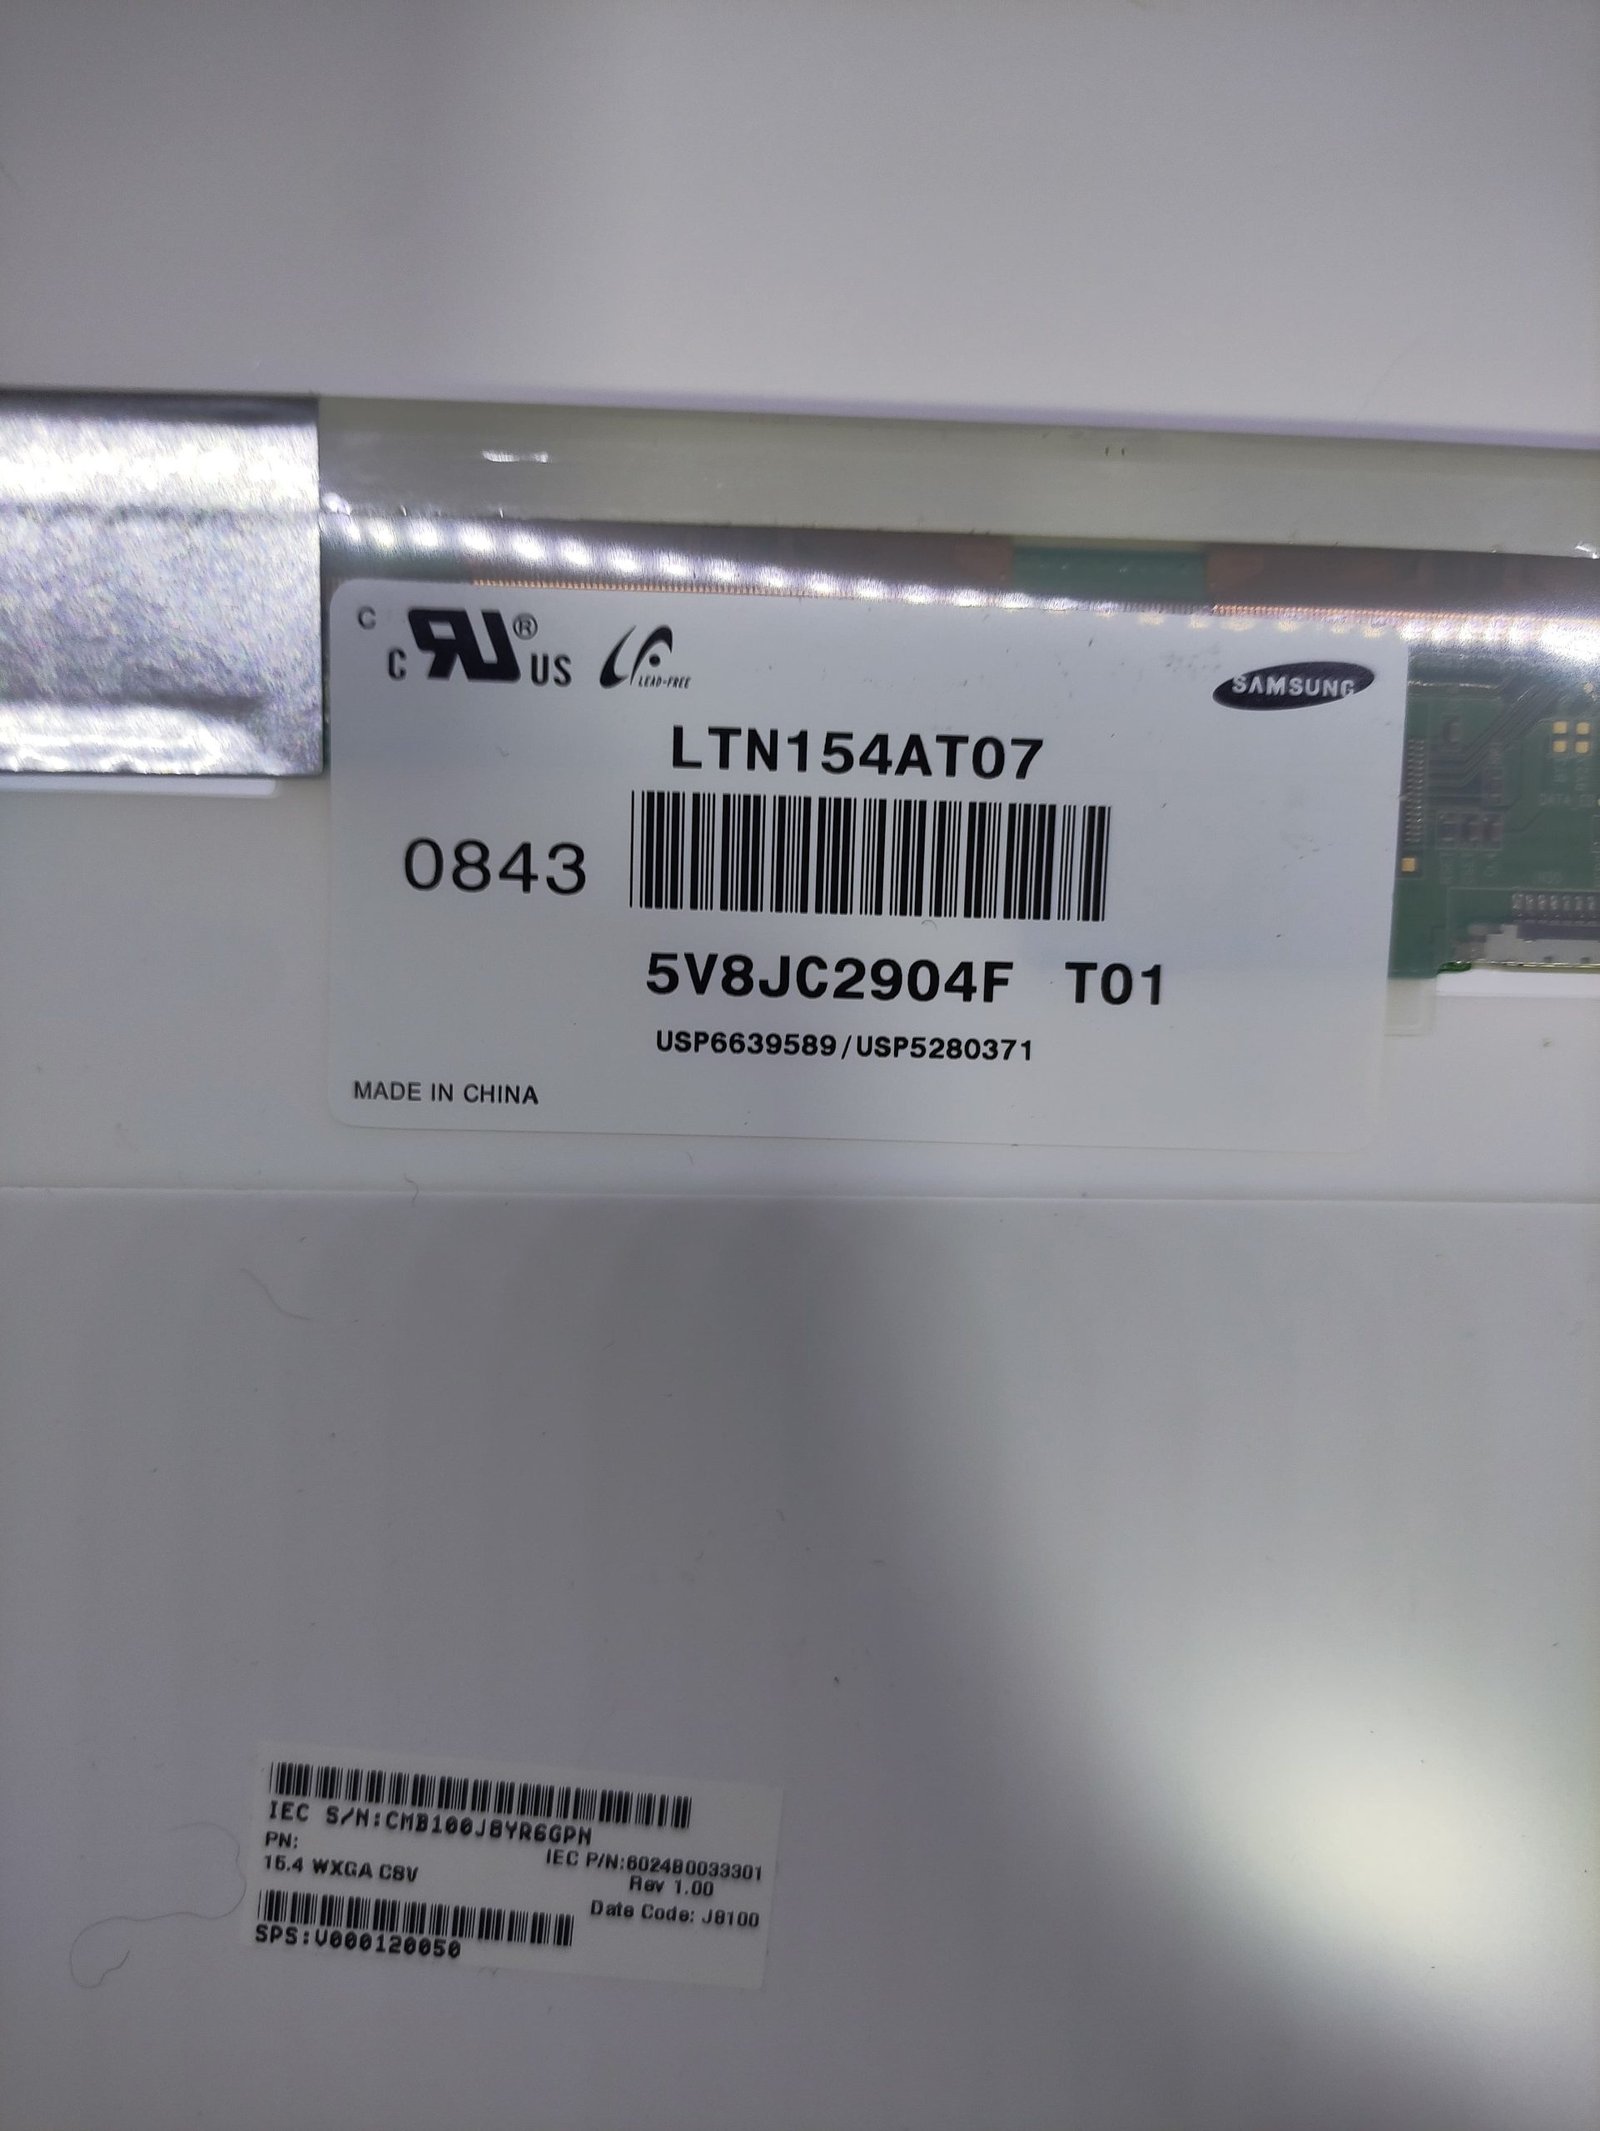 C
C RU® US
LEAD-FREE
SAMSUNG
LTN154AT07
0843
5V8JC2904F T01
USP6639589/USP5280371
MADE IN CHINA
IEC S/N:CMB100J8YR6GPN
PN:
IEC P/N:6024B0033301
15.4 WXGA CSV
Rev 1.00
Date Code: J8100
SPS:V000120050